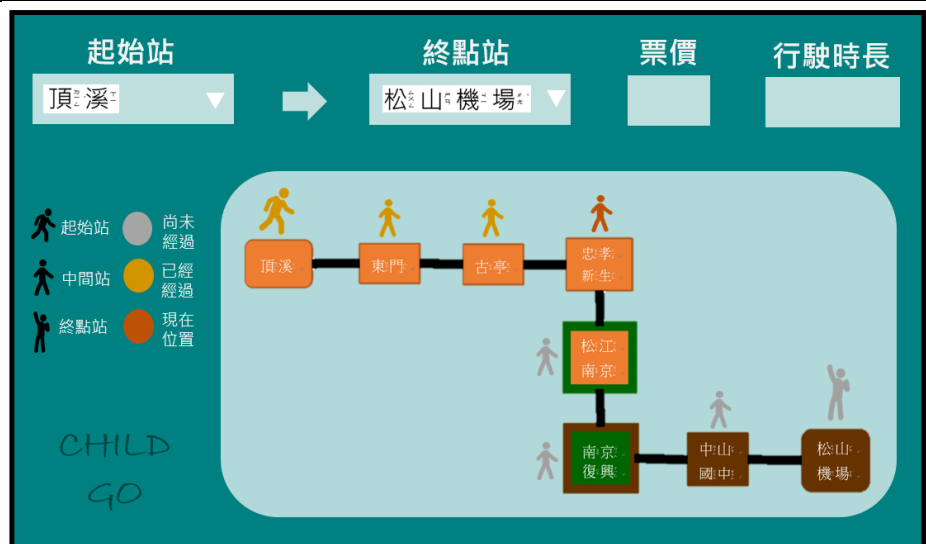 起始站
終點站
票價
行駛時長
頂溪
松山機場
起始站
尚未
經過
中間站
已經
經過
終點站
現在
位置
頂溪
東門
古亭
忠孝
新生
松江
南京
南京
復興
中山
國中
松山
機場
CHILD
GO